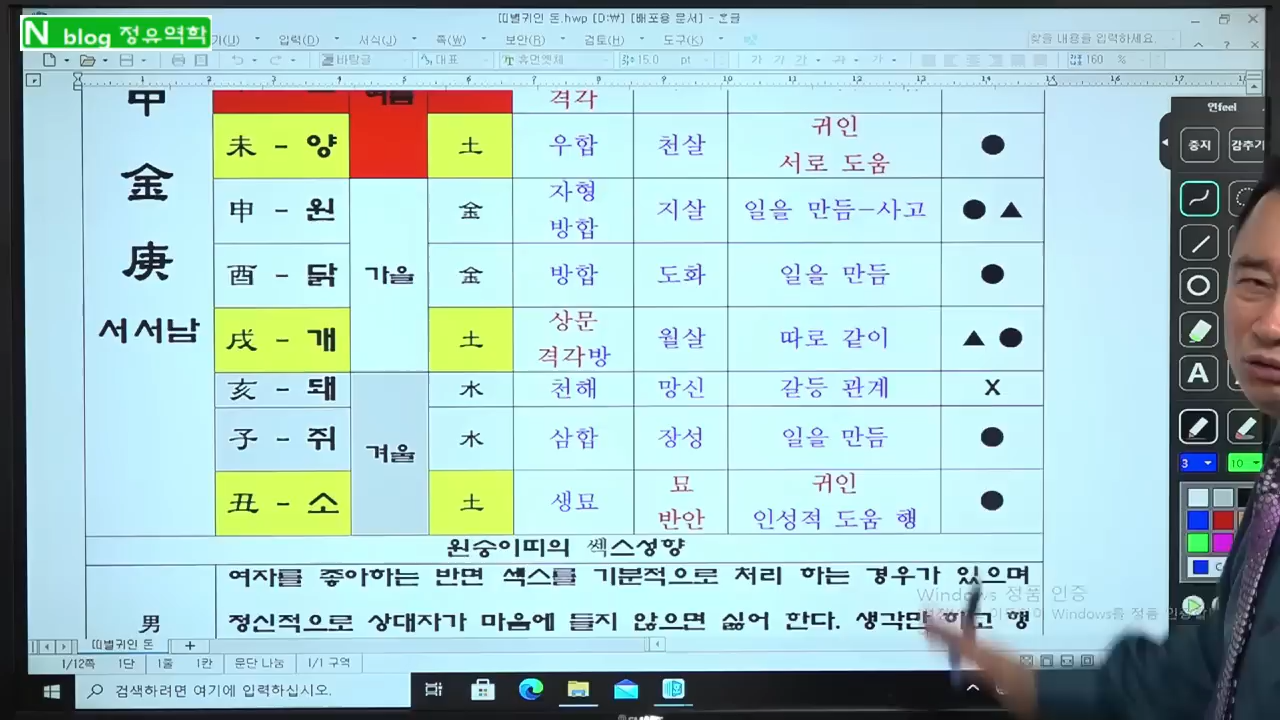 N blog 정유역학
띠별귀인 돈.hwp [D:\] [배포용 문서] - 한글
입력(D) 서식(J) 쪽(W) 보안(R) 검토(H) 도구(K)
찾을 내용을 입력하세요.
바탕글 대표 휴먼옛체 15.0 pt 160 %
甲
金
庚
서서남
여름
격각
未 - 양 土 우합 천살 귀인
서로 도움 ●
申 - 원 金 자형
방합 지살 일을 만듬-사고 ● ▲
가을
酉 - 닭 金 방합 도화 일을 만듬 ●
戌 - 개 土 상문
격각방 월살 따로 같이 ▲ ●
亥 - 돼 水 천해 망신 갈등 관계 X
겨울
子 - 쥐 水 삼합 장성 일을 만듬 ●
丑 - 소 土 생묘 묘
반안 귀인
인성적 도움 행 ●
원숭이띠의 쎅스성향
男
여자를 좋아하는 반면 섹스를 기분적으로 처리 하는 경우가 있으며
정신적으로 상대자가 마음에 들지 않으면 싫어 한다. 생각만 하고 행
Windows 정품 인증
띠별귀인 돈
1/12쪽 1단 1줄 1칸 문단 나눔 1/1 구역
검색하려면 여기에 입력하십시오.
연feel
중지 감추기
A
3 10